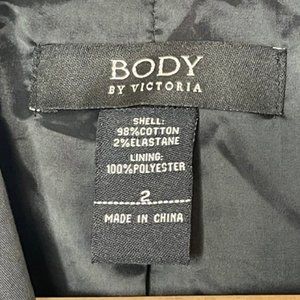 BODY
BY VICTORIA
SHELL:
98%COTTON
2%ELASTANE
LINING:
100%POLYESTER
2
MADE IN CHINA